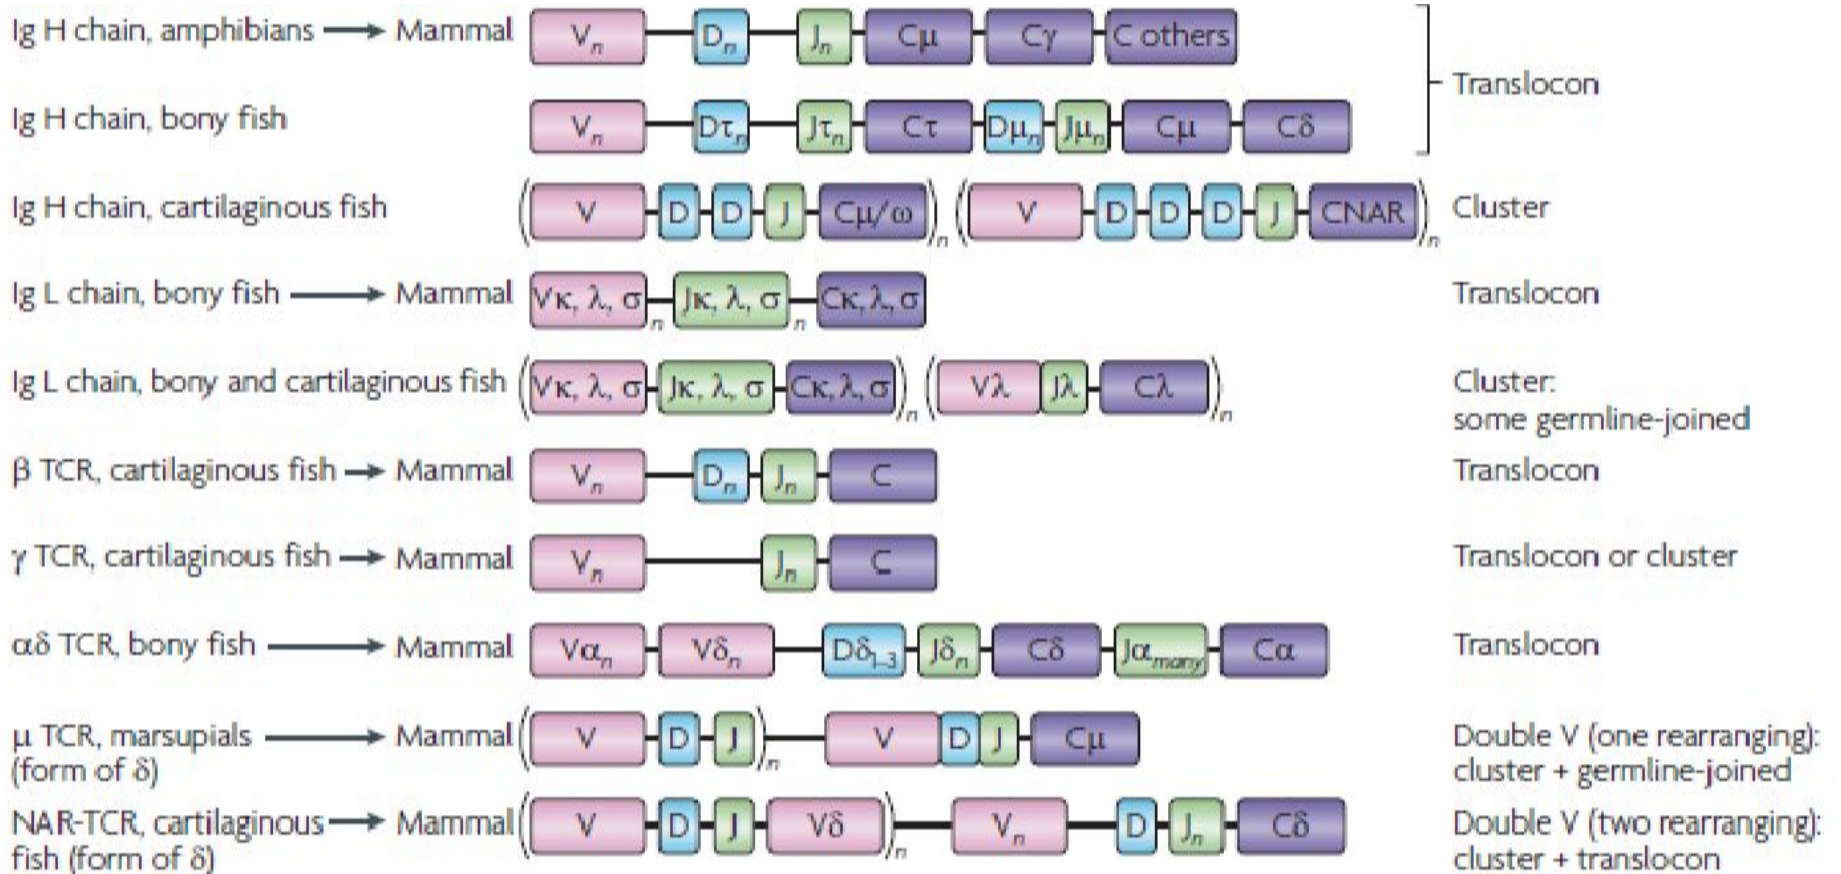 Ig H chain, amphibians → Mammal Vn Dn Jn Cμ Cγ C others
Translocon
Ig H chain, bony fish Vn Dτn Jτn Cτ Dμn Jμn Cμ Cδ
Ig H chain, cartilaginous fish (V D D J Cμ/ω)n (V D D D J CNAR)n Cluster
Ig L chain, bony fish → Mammal Vκ, λ, σ n Jκ, λ, σ n Cκ, λ, σ Translocon
Ig L chain, bony and cartilaginous fish (Vκ, λ, σ Jκ, λ, σ Cκ, λ, σ)n (Vλ Jλ Cλ)n Cluster:
some germline-joined
β TCR, cartilaginous fish → Mammal Vn Dn Jn C Translocon
γ TCR, cartilaginous fish → Mammal Vn Jn C Translocon or cluster
αδ TCR, bony fish → Mammal Vαn Vδn Dδ1–3 Jδn Cδ Jαmany Cα Translocon
μ TCR, marsupials → Mammal (V D J)n V D J Cμ Double V (one rearranging):
(form of δ) cluster + germline-joined
NAR-TCR, cartilaginous → Mammal (V D J Vδ)n Vn D Jn Cδ Double V (two rearranging):
fish (form of δ) cluster + translocon